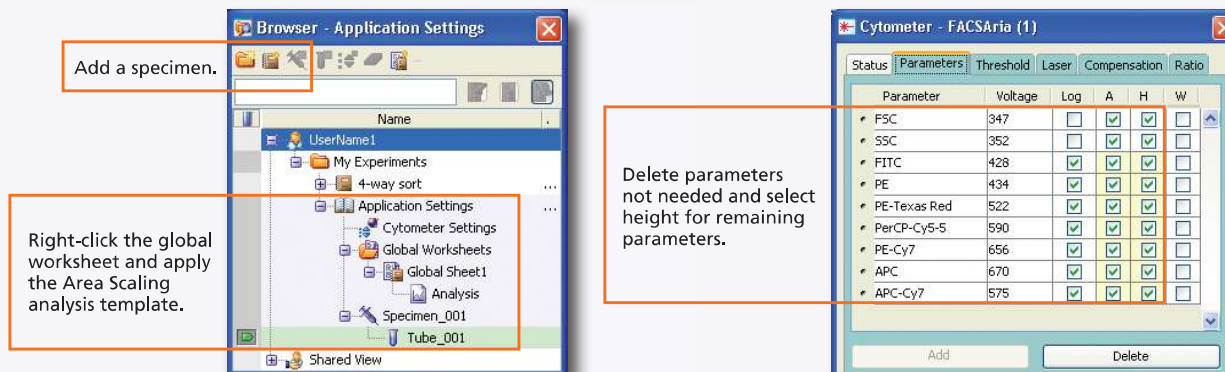 Add a specimen.
Right-click the global
worksheet and apply
the Area Scaling
analysis template.
Browser - Application Settings
Name
UserName1
My Experiments
4-way sort ...
Application Settings ...
Cytometer Settings
Global Worksheets
Global Sheet1
Analysis
Specimen_001
Tube_001
Shared View
Delete parameters
not needed and select
height for remaining
parameters.
Cytometer - FACSAria (1)
Status Parameters Threshold Laser Compensation Ratio
Parameter Voltage Log A H W
FSC 347
SSC 352
FITC 428
PE 434
PE-Texas Red 522
PerCP-Cy5-5 590
PE-Cy7 656
APC 670
APC-Cy7 575
Add Delete